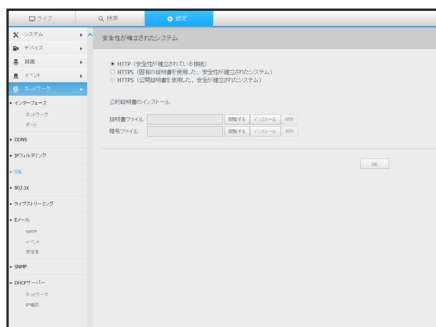 ライブ
検索
設定
システム
デバイス
録画
イベント
ネットワーク
インターフェース
ネットワーク
ポート
DDNS
IPフィルタリング
SSL
802.1x
ライブストリーミング
Eメール
SMTP
イベント
受信者
SNMP
DHCPサーバー
ネットワーク
IP確認
安全性が確立されたシステム
HTTP (安全性が確立されている接続)
HTTPS (固有の証明書を使用した、安全性が確立されたシステム)
HTTPS (公開証明書を使用した、安全が確立されたシステム)
公的証明書のインストール
証明書ファイル 閲覧する インストール 削除
暗号ファイル 閲覧する インストール 削除
OK